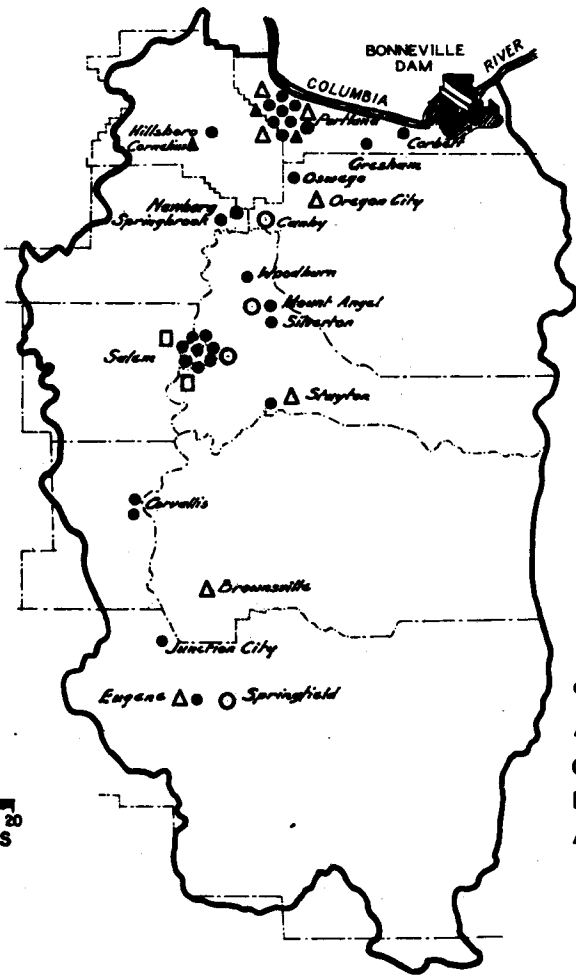 BONNEVILLE
DAM
RIVER
COLUMBIA
Portland
Hillsboro
Cornelius
Corbett
Gresham
Oswego
Oregon City
Newberg
Springbrook
Canby
Woodburn
Mount Angel
Silverton
Salem
Stayton
Corvallis
Brownsville
Junction City
Eugene
Springfield
20
S